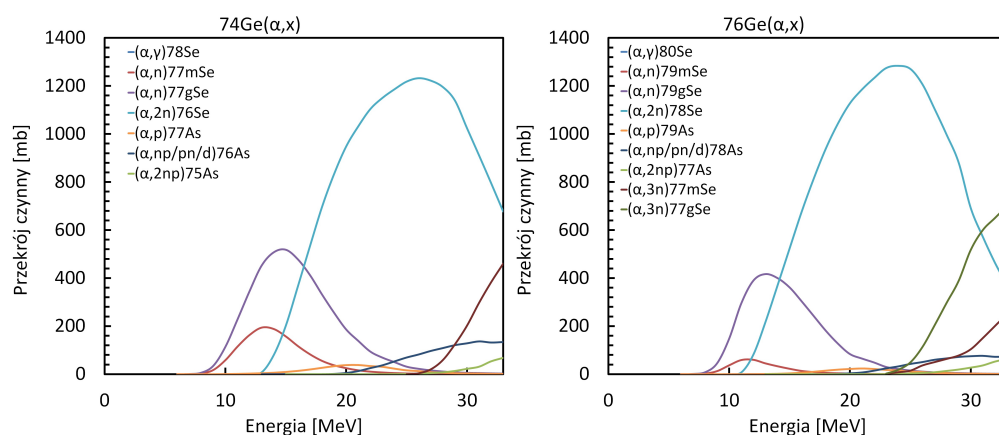 74Ge(α,x)
1400
1200
1000
800
600
400
200
0
Przekrój czynny [mb]
(α,γ)78Se
(α,n)77mSe
(α,n)77gSe
(α,2n)76Se
(α,p)77As
(α,np/pn/d)76As
(α,2np)75As
0
10
20
30
Energia [MeV]
76Ge(α,x)
1400
1200
1000
800
600
400
200
0
Przekrój czynny [mb]
(α,γ)80Se
(α,n)79mSe
(α,n)79gSe
(α,2n)78Se
(α,p)79As
(α,np/pn/d)78As
(α,2np)77As
(α,3n)77mSe
(α,3n)77gSe
0
10
20
30
Energia [MeV]